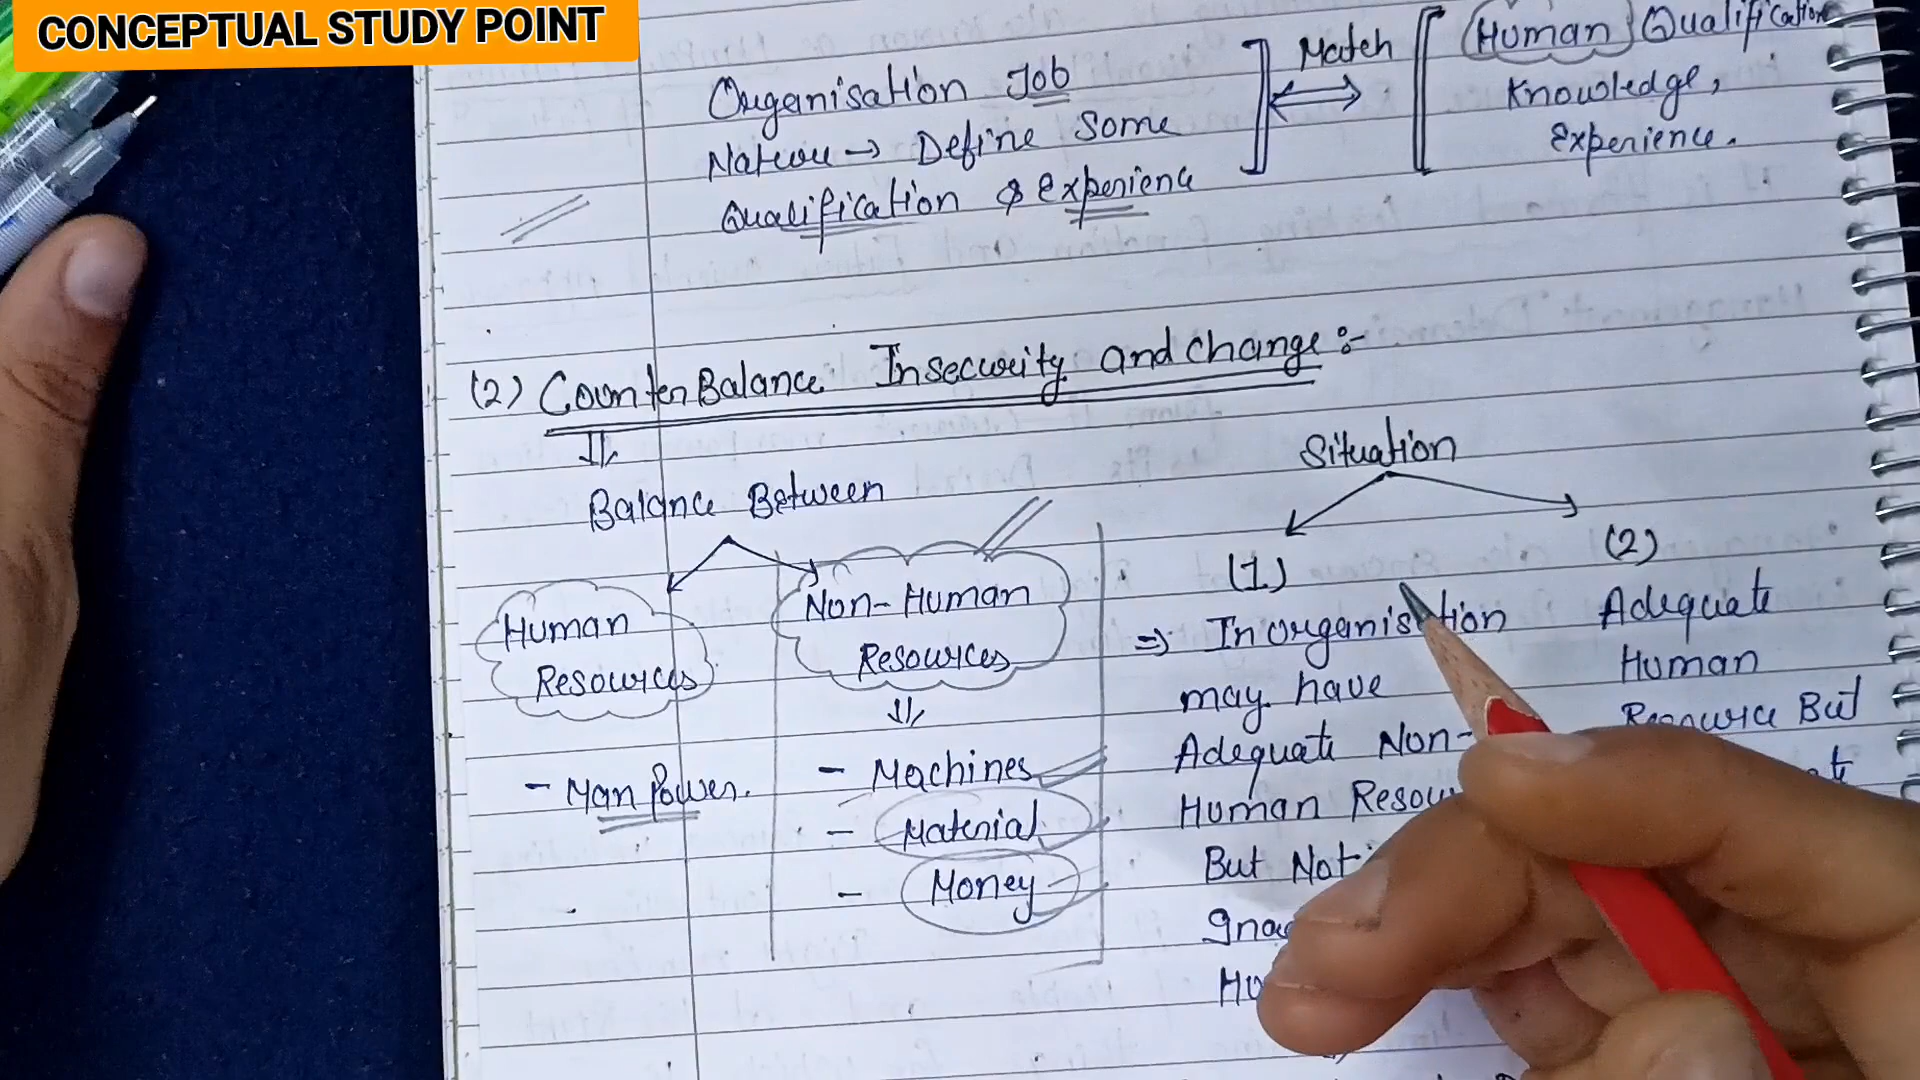 CONCEPTUAL STUDY POINT
Organisation Job
Nature → Define Some
Qualification & Experience
Match
Human Qualification
Knowledge,
Experience.
(2) Counter Balance Insecurity and change :-
Balance Between
Human
Resources
- Man Power.
Non-Human
Resources
- Machines
- Material
- Money
Situation
(1)
⇒ In organisation
may have
Adequate Non-
Human
But Not
(2)
Adequate
Human
Resource But